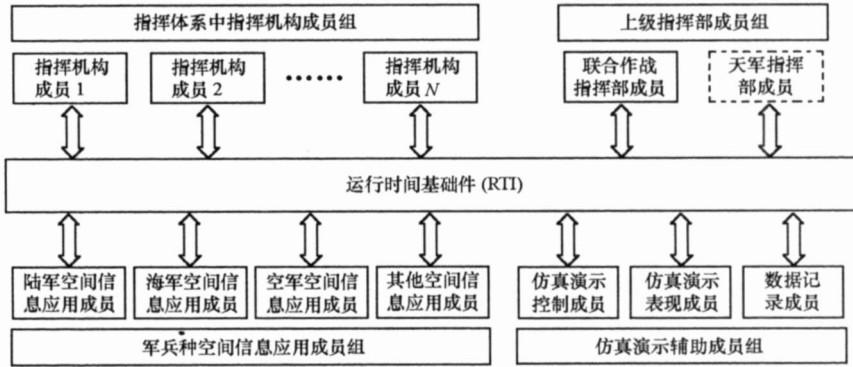 指挥体系中指挥机构成员组
上级指挥部成员组
指挥机构
成员 1
指挥机构
成员 2
……
指挥机构
成员 N
联合作战
指挥部成员
天军指挥
部成员
运行时间基础件 (RTI)
陆军空间信
息应用成员
海军空间信
息应用成员
空军空间信
息应用成员
其他空间信
息应用成员
仿真演示
控制成员
仿真演示
表现成员
数据记
录成员
军兵种空间信息应用成员组
仿真演示辅助成员组